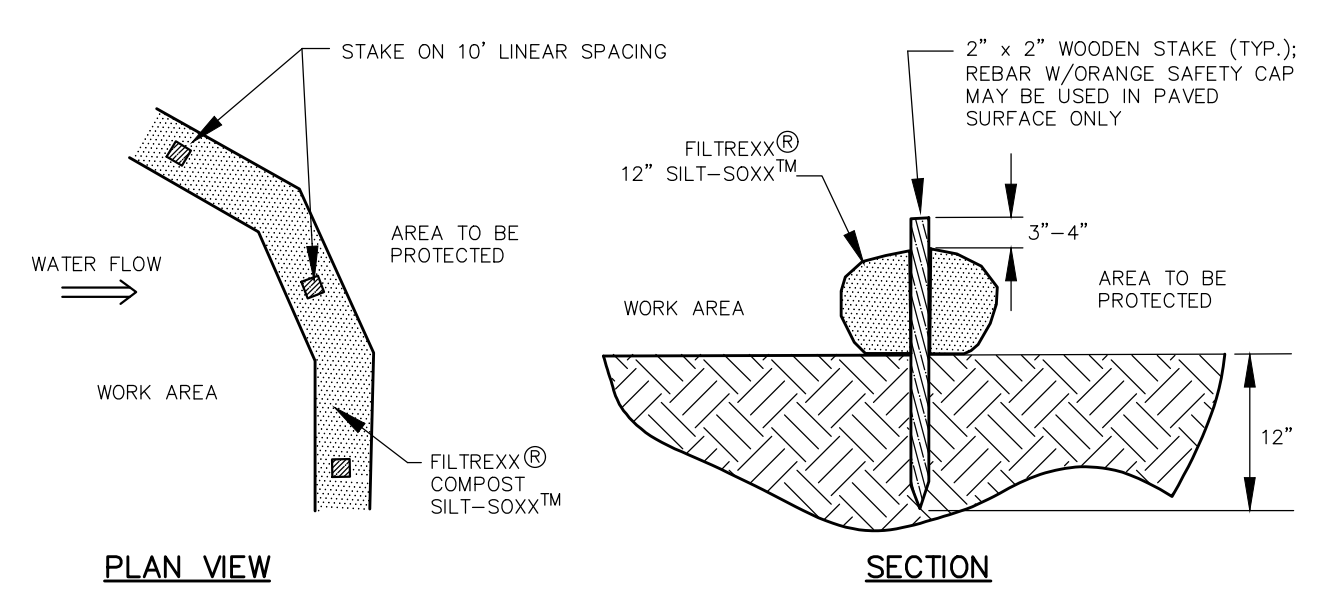 STAKE ON 10' LINEAR SPACING
AREA TO BE
PROTECTED
WATER FLOW
WORK AREA
FILTREXX®
COMPOST
SILT-SOXX™
PLAN VIEW
2" x 2" WOODEN STAKE (TYP.);
REBAR W/ORANGE SAFETY CAP
MAY BE USED IN PAVED
SURFACE ONLY
FILTREXX®
12" SILT-SOXX™
3"-4"
WORK AREA
AREA TO BE
PROTECTED
12"
SECTION